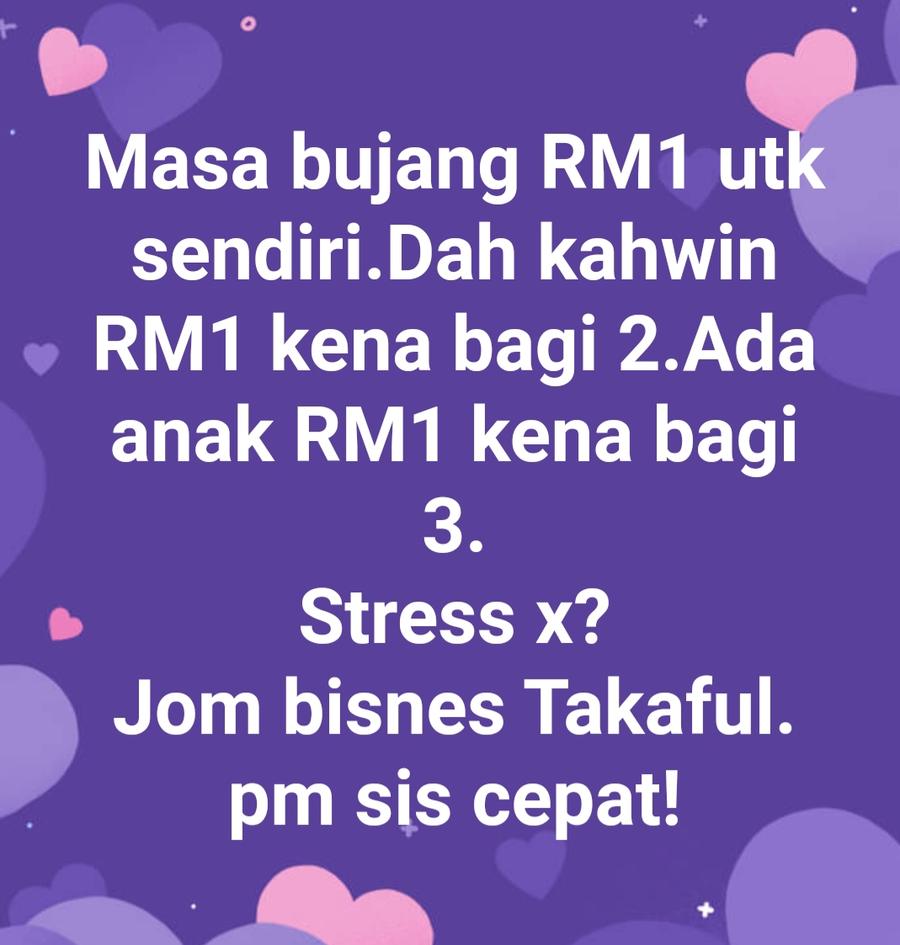 Masa bujang RM1 utk
sendiri.Dah kahwin
RM1 kena bagi 2.Ada
anak RM1 kena bagi
3.
Stress x?
Jom bisnes Takaful.
pm sis cepat!